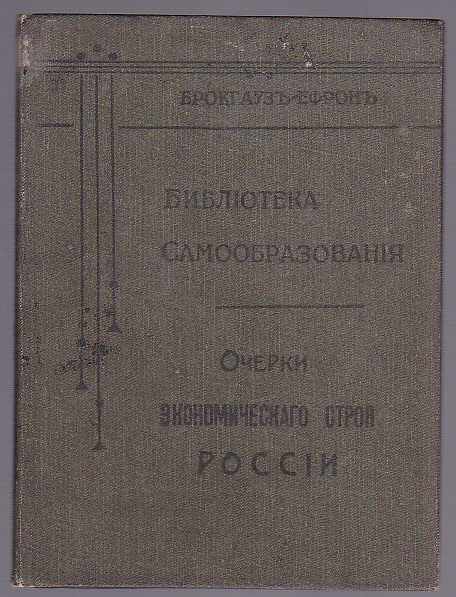 БРОКГАУЗЪ-ЕФРОНЪ
БИБЛІОТЕКА
САМООБРАЗОВАНІЯ
ОЧЕРКИ
ЭКОНОМИЧЕСКАГО СТРОЯ
РОССІИ